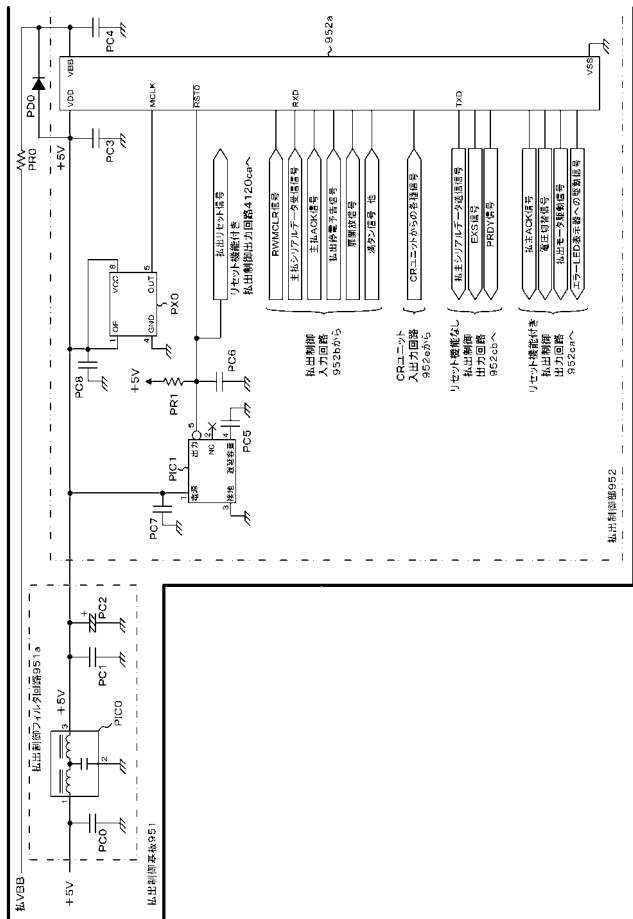 払VBB
+5V
払出制御基板951
払出制御フィルタ回路951a
PC0
1
2
3
PIC0
+5V
PC1
+
PC2
払出制御部952
PC7
PIC1
1
電源
出力
5
NC
2
遅延容量
4
接地
3
PC5
+5V
PR1
PC6
PC8
1
OE
VCC
8
GND
4
OUT
5
PX0
払出リセット信号
リセット機能付き
払出制御出力回路4120caへ
PR0
PD0
+5V
PC3
PC4
952a
VDD
VBB
MCLK
RSTO
RXD
TXD
VSS
RWMCLR信号
主払シリアルデータ受信信号
主払ACK信号
払出停電予告信号
扉開放信号
満タン信号 他
払出制御
入力回路
952bから
CRユニットからの各種信号
CRユニット
入出力回路
952eから
払主シリアルデータ送信信号
EXS信号
PRDY信号
リセット機能なし
払出制御
出力回路
952cbへ
払主ACK信号
電圧切替信号
払出モータ駆動信号
エラーLED表示器への駆動信号
リセット機能付き
払出制御
出力回路
952caへ